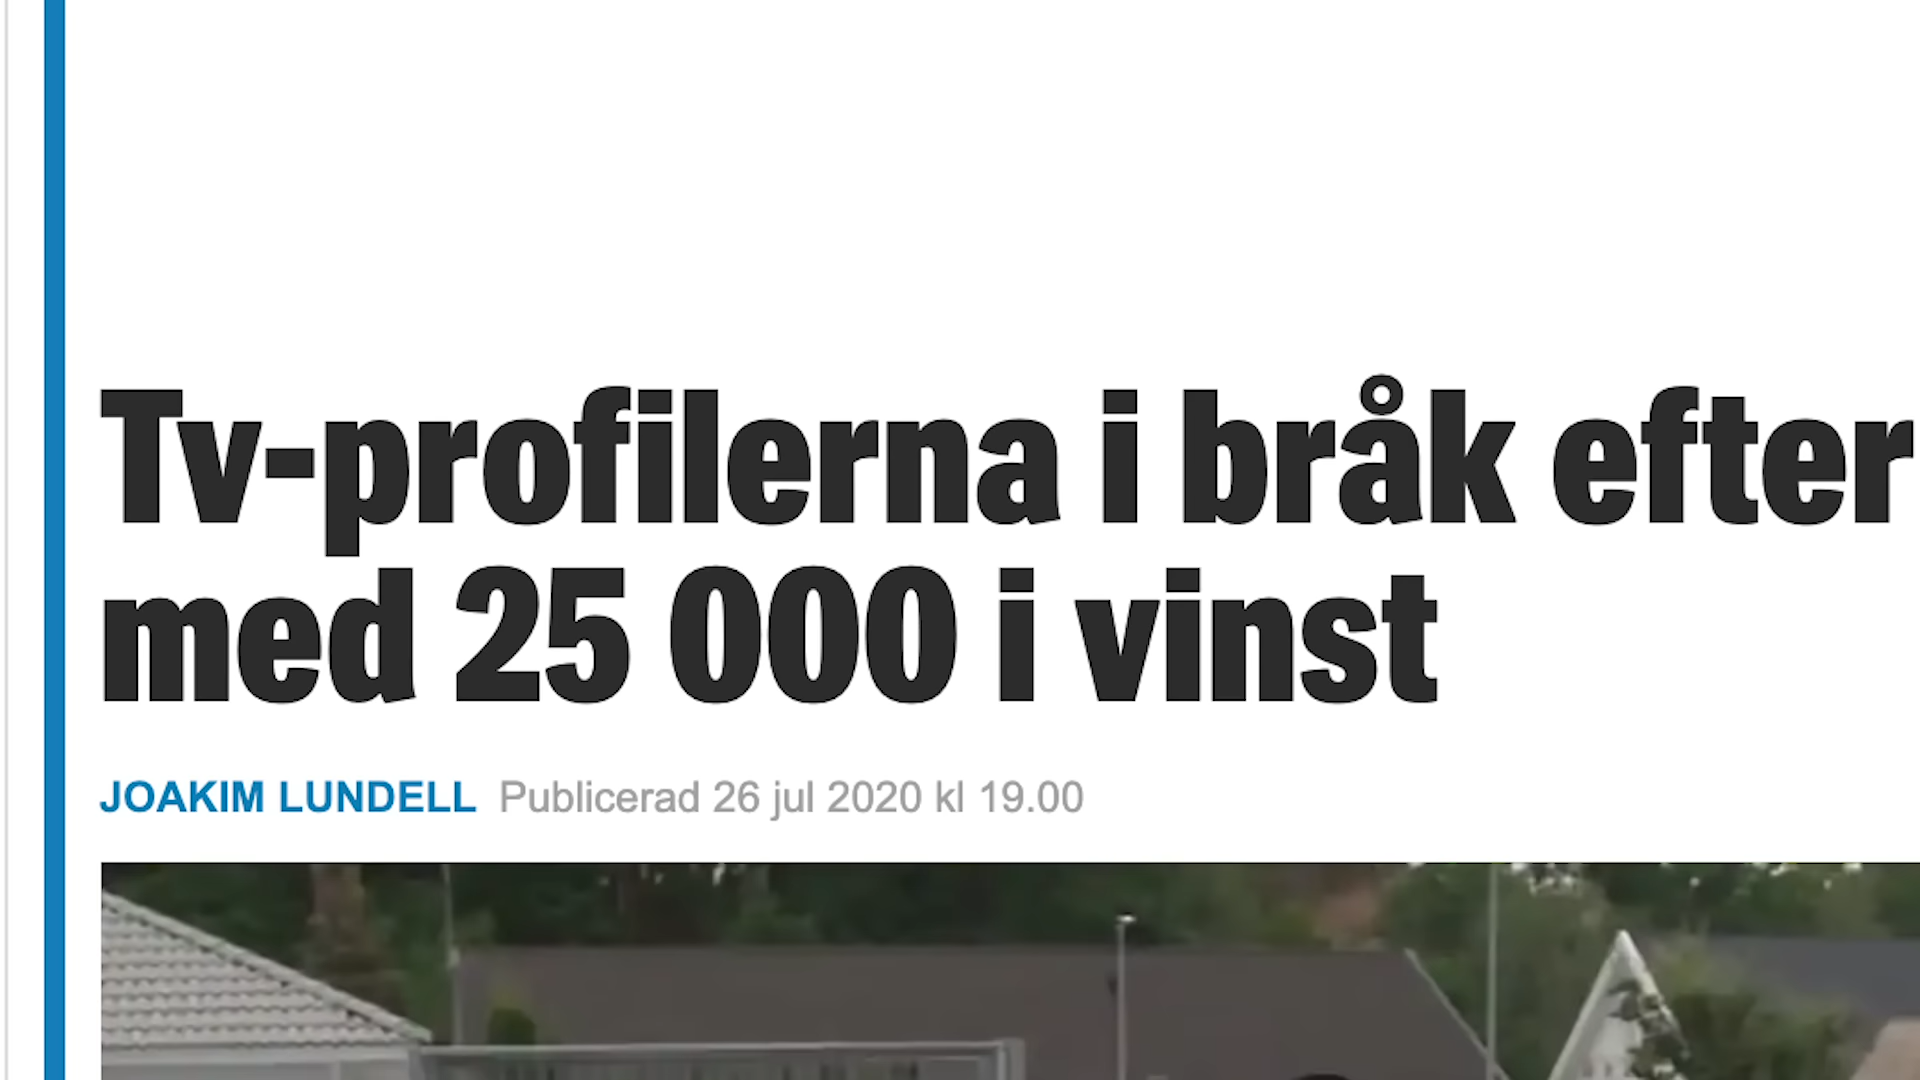 Tv-profilerna i bråk efter
med 25 000 i vinst
JOAKIM LUNDELL Publicerad 26 jul 2020 kl 19.00